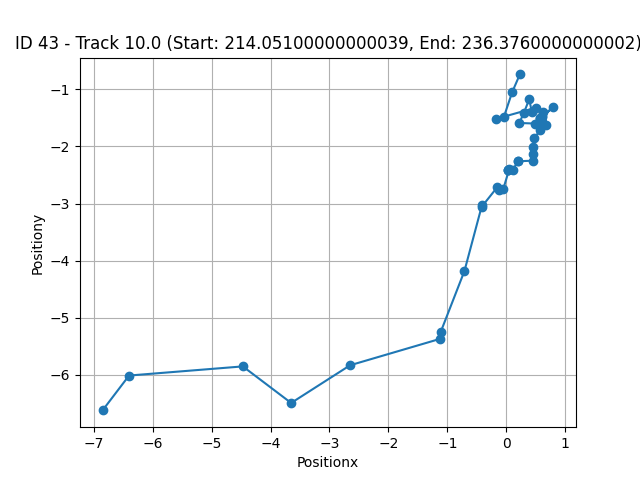 ID 43 - Track 10.0 (Start: 214.05100000000039, End: 236.3760000000002)
−1
−2
−3
−4
−5
−6
Positiony
−7 −6 −5 −4 −3 −2 −1 0 1
Positionx